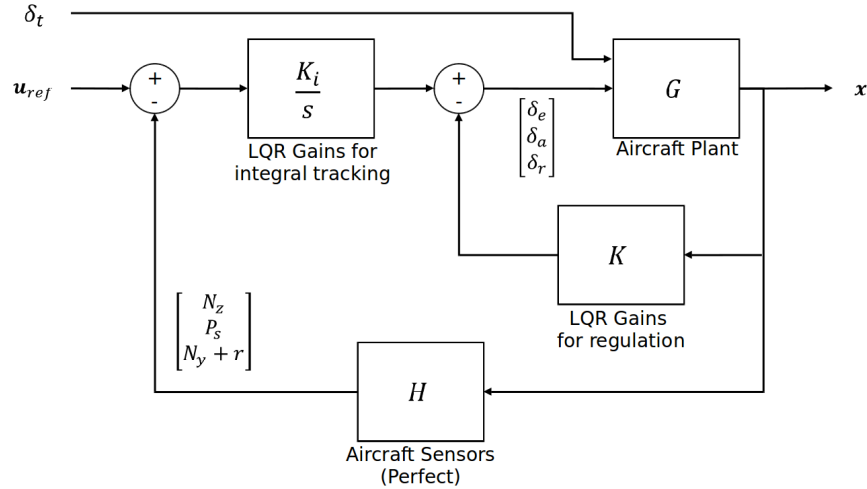 δ_t
+
-
u_ref
K_i
s
LQR Gains for
integral tracking
+
-
[δ_e
δ_a
δ_r]
G
Aircraft Plant
x
K
LQR Gains
for regulation
[N_z
P_s
N_y + r]
H
Aircraft Sensors
(Perfect)